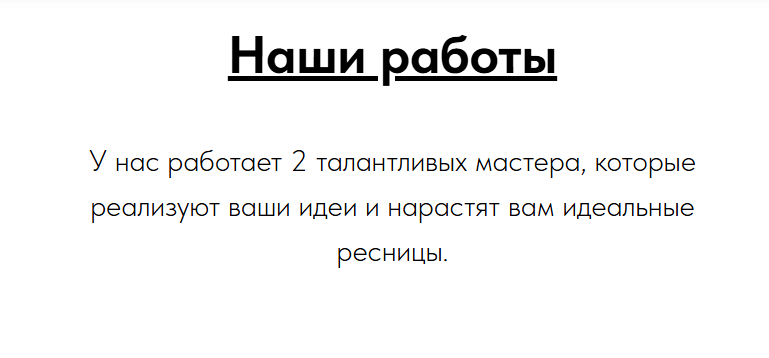 Наши работы
У нас работает 2 талантливых мастера, которые
реализуют ваши идеи и нарастят вам идеальные
ресницы.